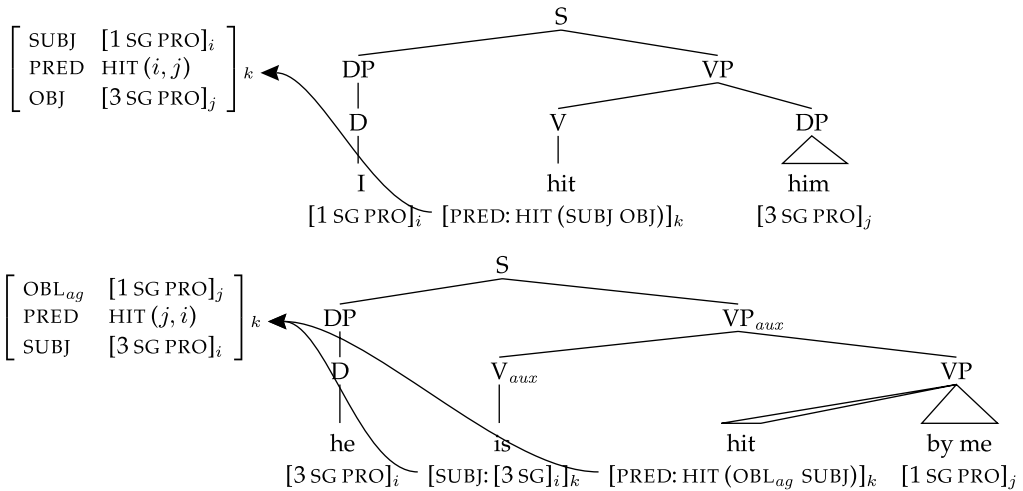 S
SUBJ [1 SG PRO]i
PRED HIT (i, j)
OBJ [3 SG PRO]j
k
DP VP
D V DP
I hit him
[1 SG PRO]i [PRED: HIT (SUBJ OBJ)]k [3 SG PRO]j
S
OBLag [1 SG PRO]j
PRED HIT (j, i)
SUBJ [3 SG PRO]i
k
DP VPaux
D Vaux VP
he is hit by me
[3 SG PRO]i [SUBJ: [3 SG]i]k [PRED: HIT (OBLag SUBJ)]k [1 SG PRO]j